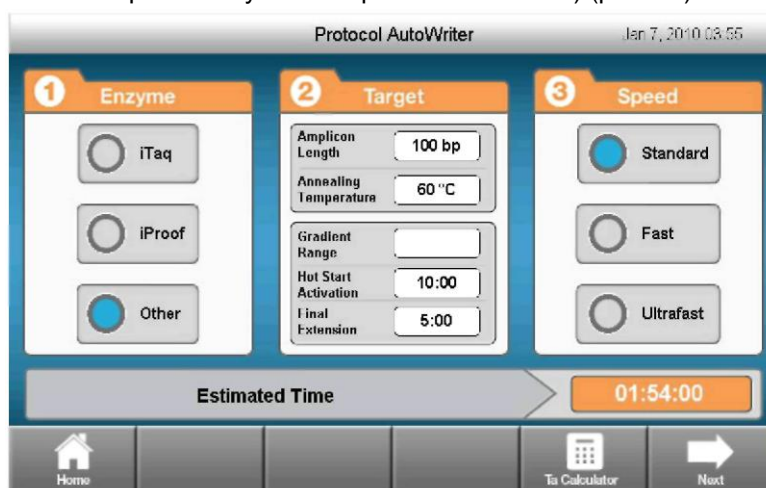 Protocol AutoWriter
Jan 7, 2010 03:55
1 Enzyme
iTaq
iProof
Other
2 Target
Amplicon
Length
100 bp
Annealing
Temperature
60 °C
Gradient
Range
Hot Start
Activation
10:00
Final
Extension
5:00
3 Speed
Standard
Fast
Ultrafast
Estimated Time
01:54:00
Home
Ta Calculator
Next